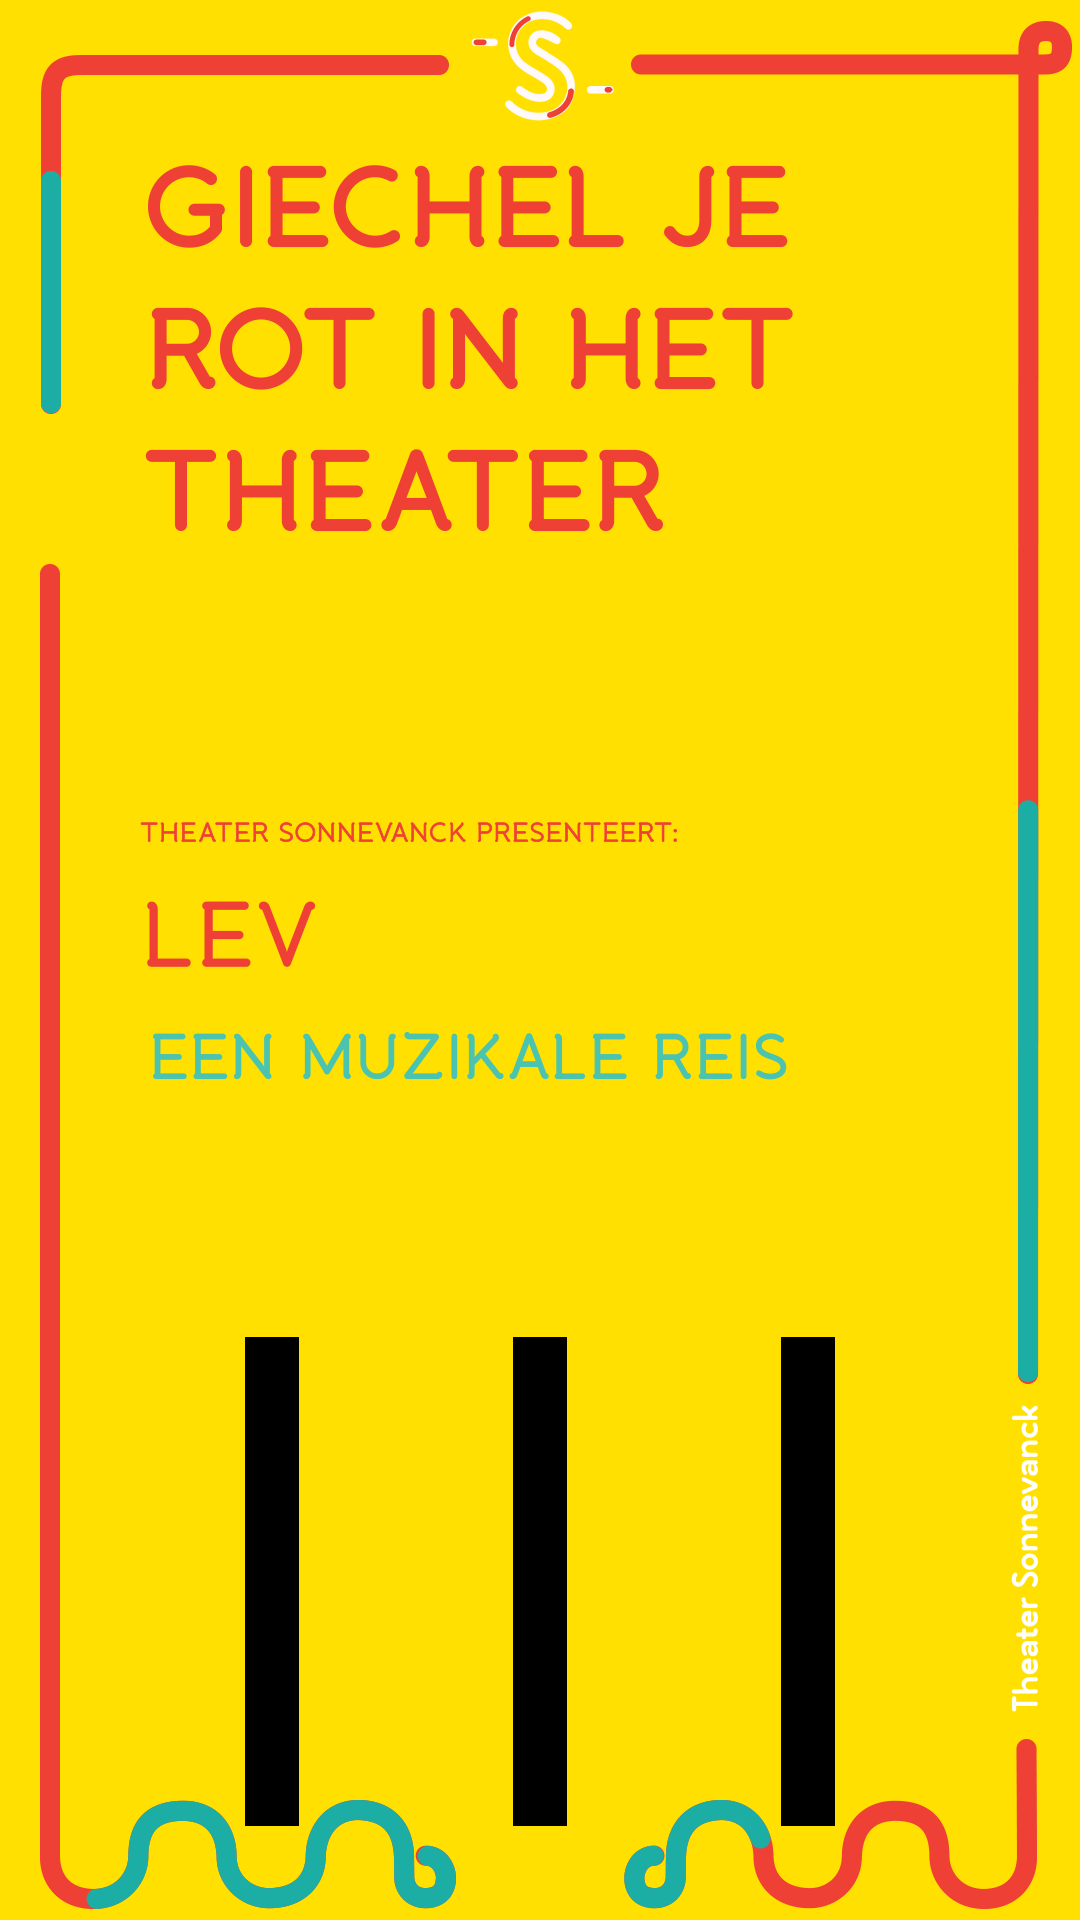 S
GIECHEL JE
ROT IN HET
THEATER
THEATER SONNEVANCK PRESENTEERT:
LEV
EEN MUZIKALE REIS
Theater Sonnevanck